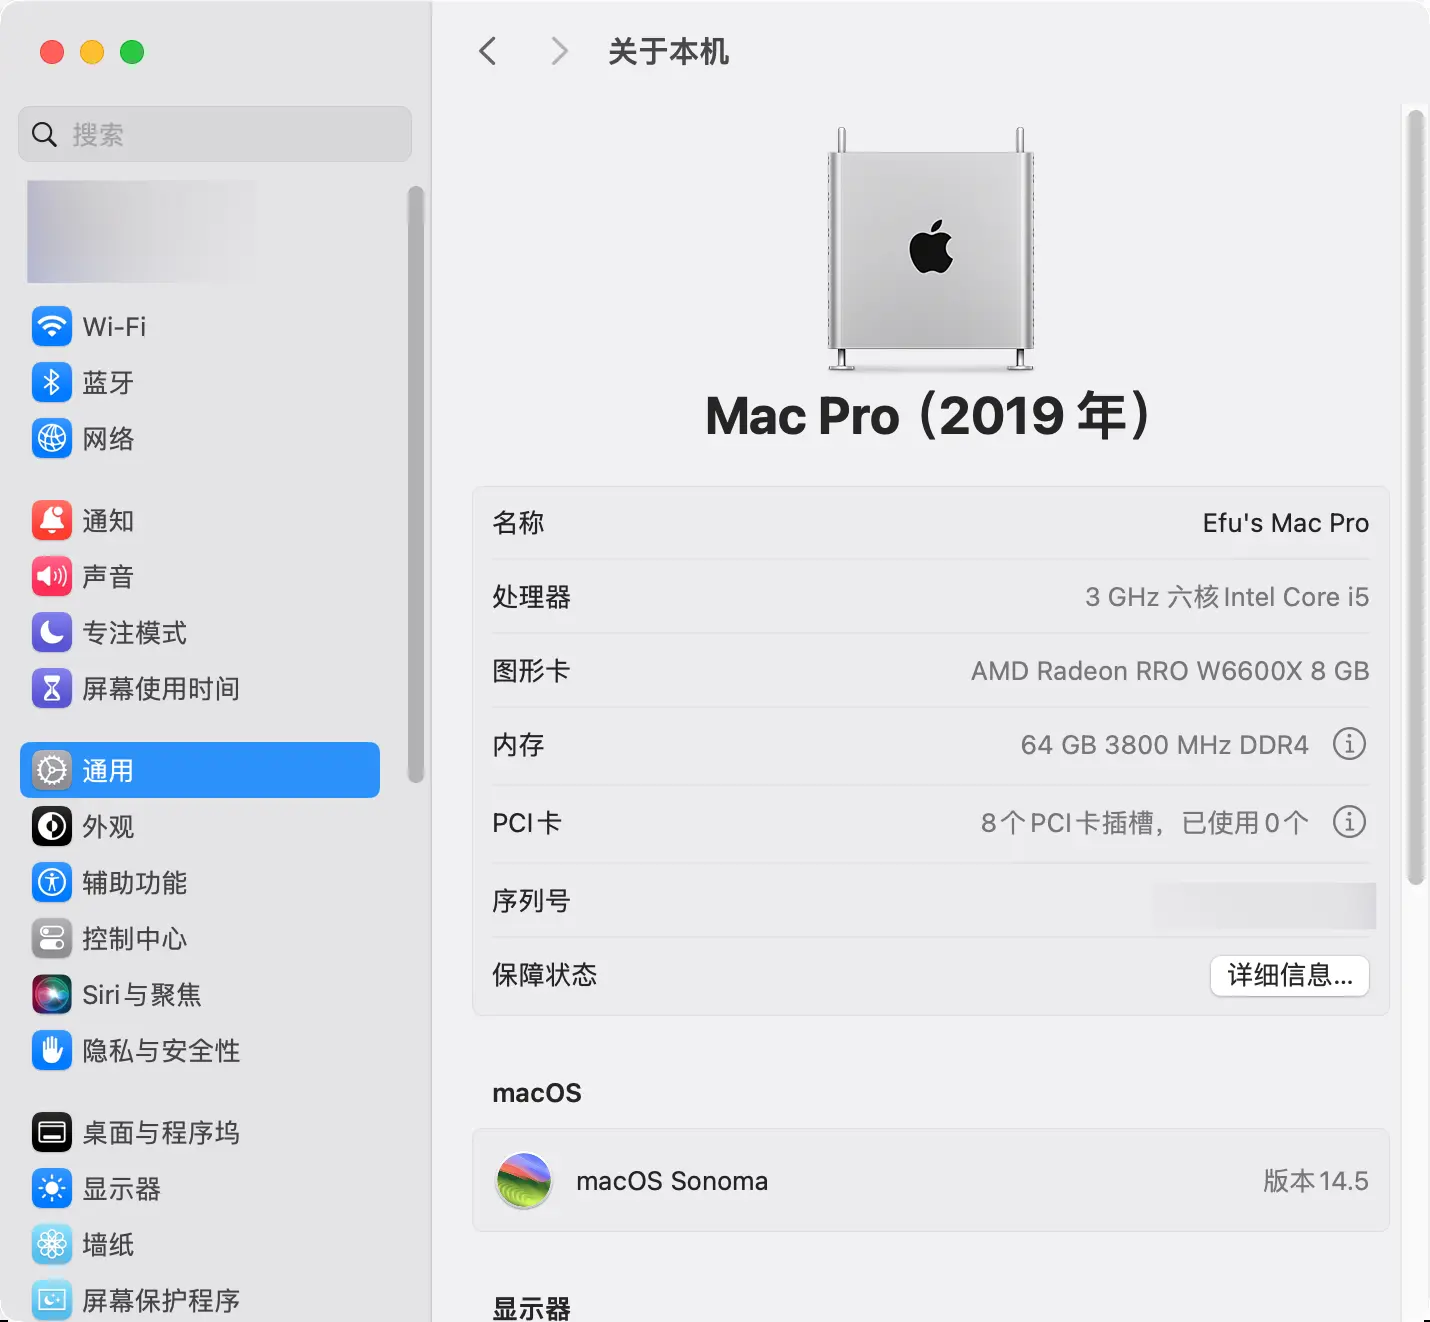 关于本机
搜索
Wi-Fi
蓝牙
网络
通知
声音
专注模式
屏幕使用时间
通用
外观
辅助功能
控制中心
Siri与聚焦
隐私与安全性
桌面与程序坞
显示器
墙纸
屏幕保护程序
Mac Pro（2019 年）
名称 Efu's Mac Pro
处理器 3 GHz 六核Intel Core i5
图形卡 AMD Radeon RRO W6600X 8 GB
内存 64 GB 3800 MHz DDR4
PCI卡 8个PCI卡插槽，已使用0个
序列号
保障状态 详细信息...
macOS
macOS Sonoma 版本14.5
显示器